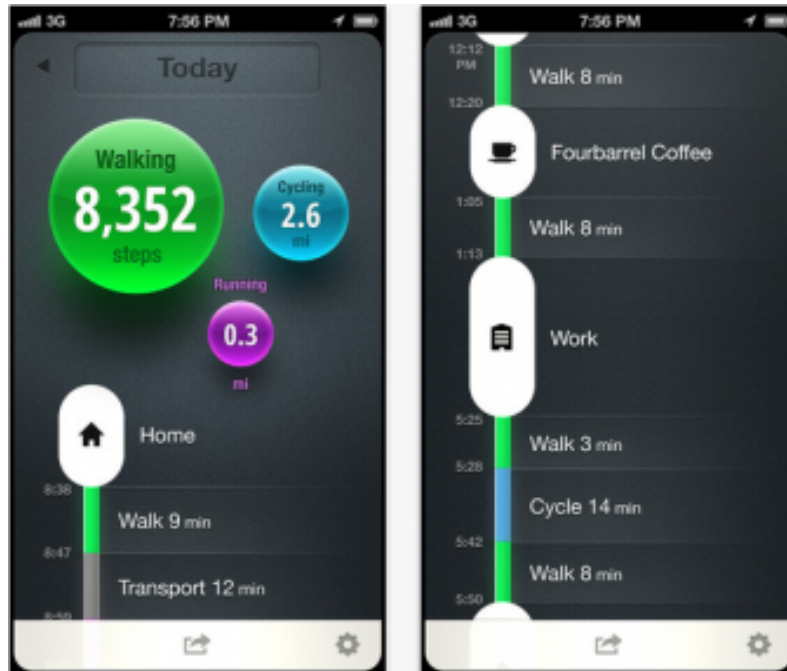 3G 7:56 PM
Today
Walking
8,352
steps
Cycling
2.6
mi
Running
0.3
mi
Home
8:38
Walk 9 min
8:47
Transport 12 min
3G 7:56 PM
12:12
PM
Walk 8 min
12:20
Fourbarrel Coffee
1:05
Walk 8 min
1:13
Work
5:25
Walk 3 min
5:28
Cycle 14 min
5:42
Walk 8 min
5:50